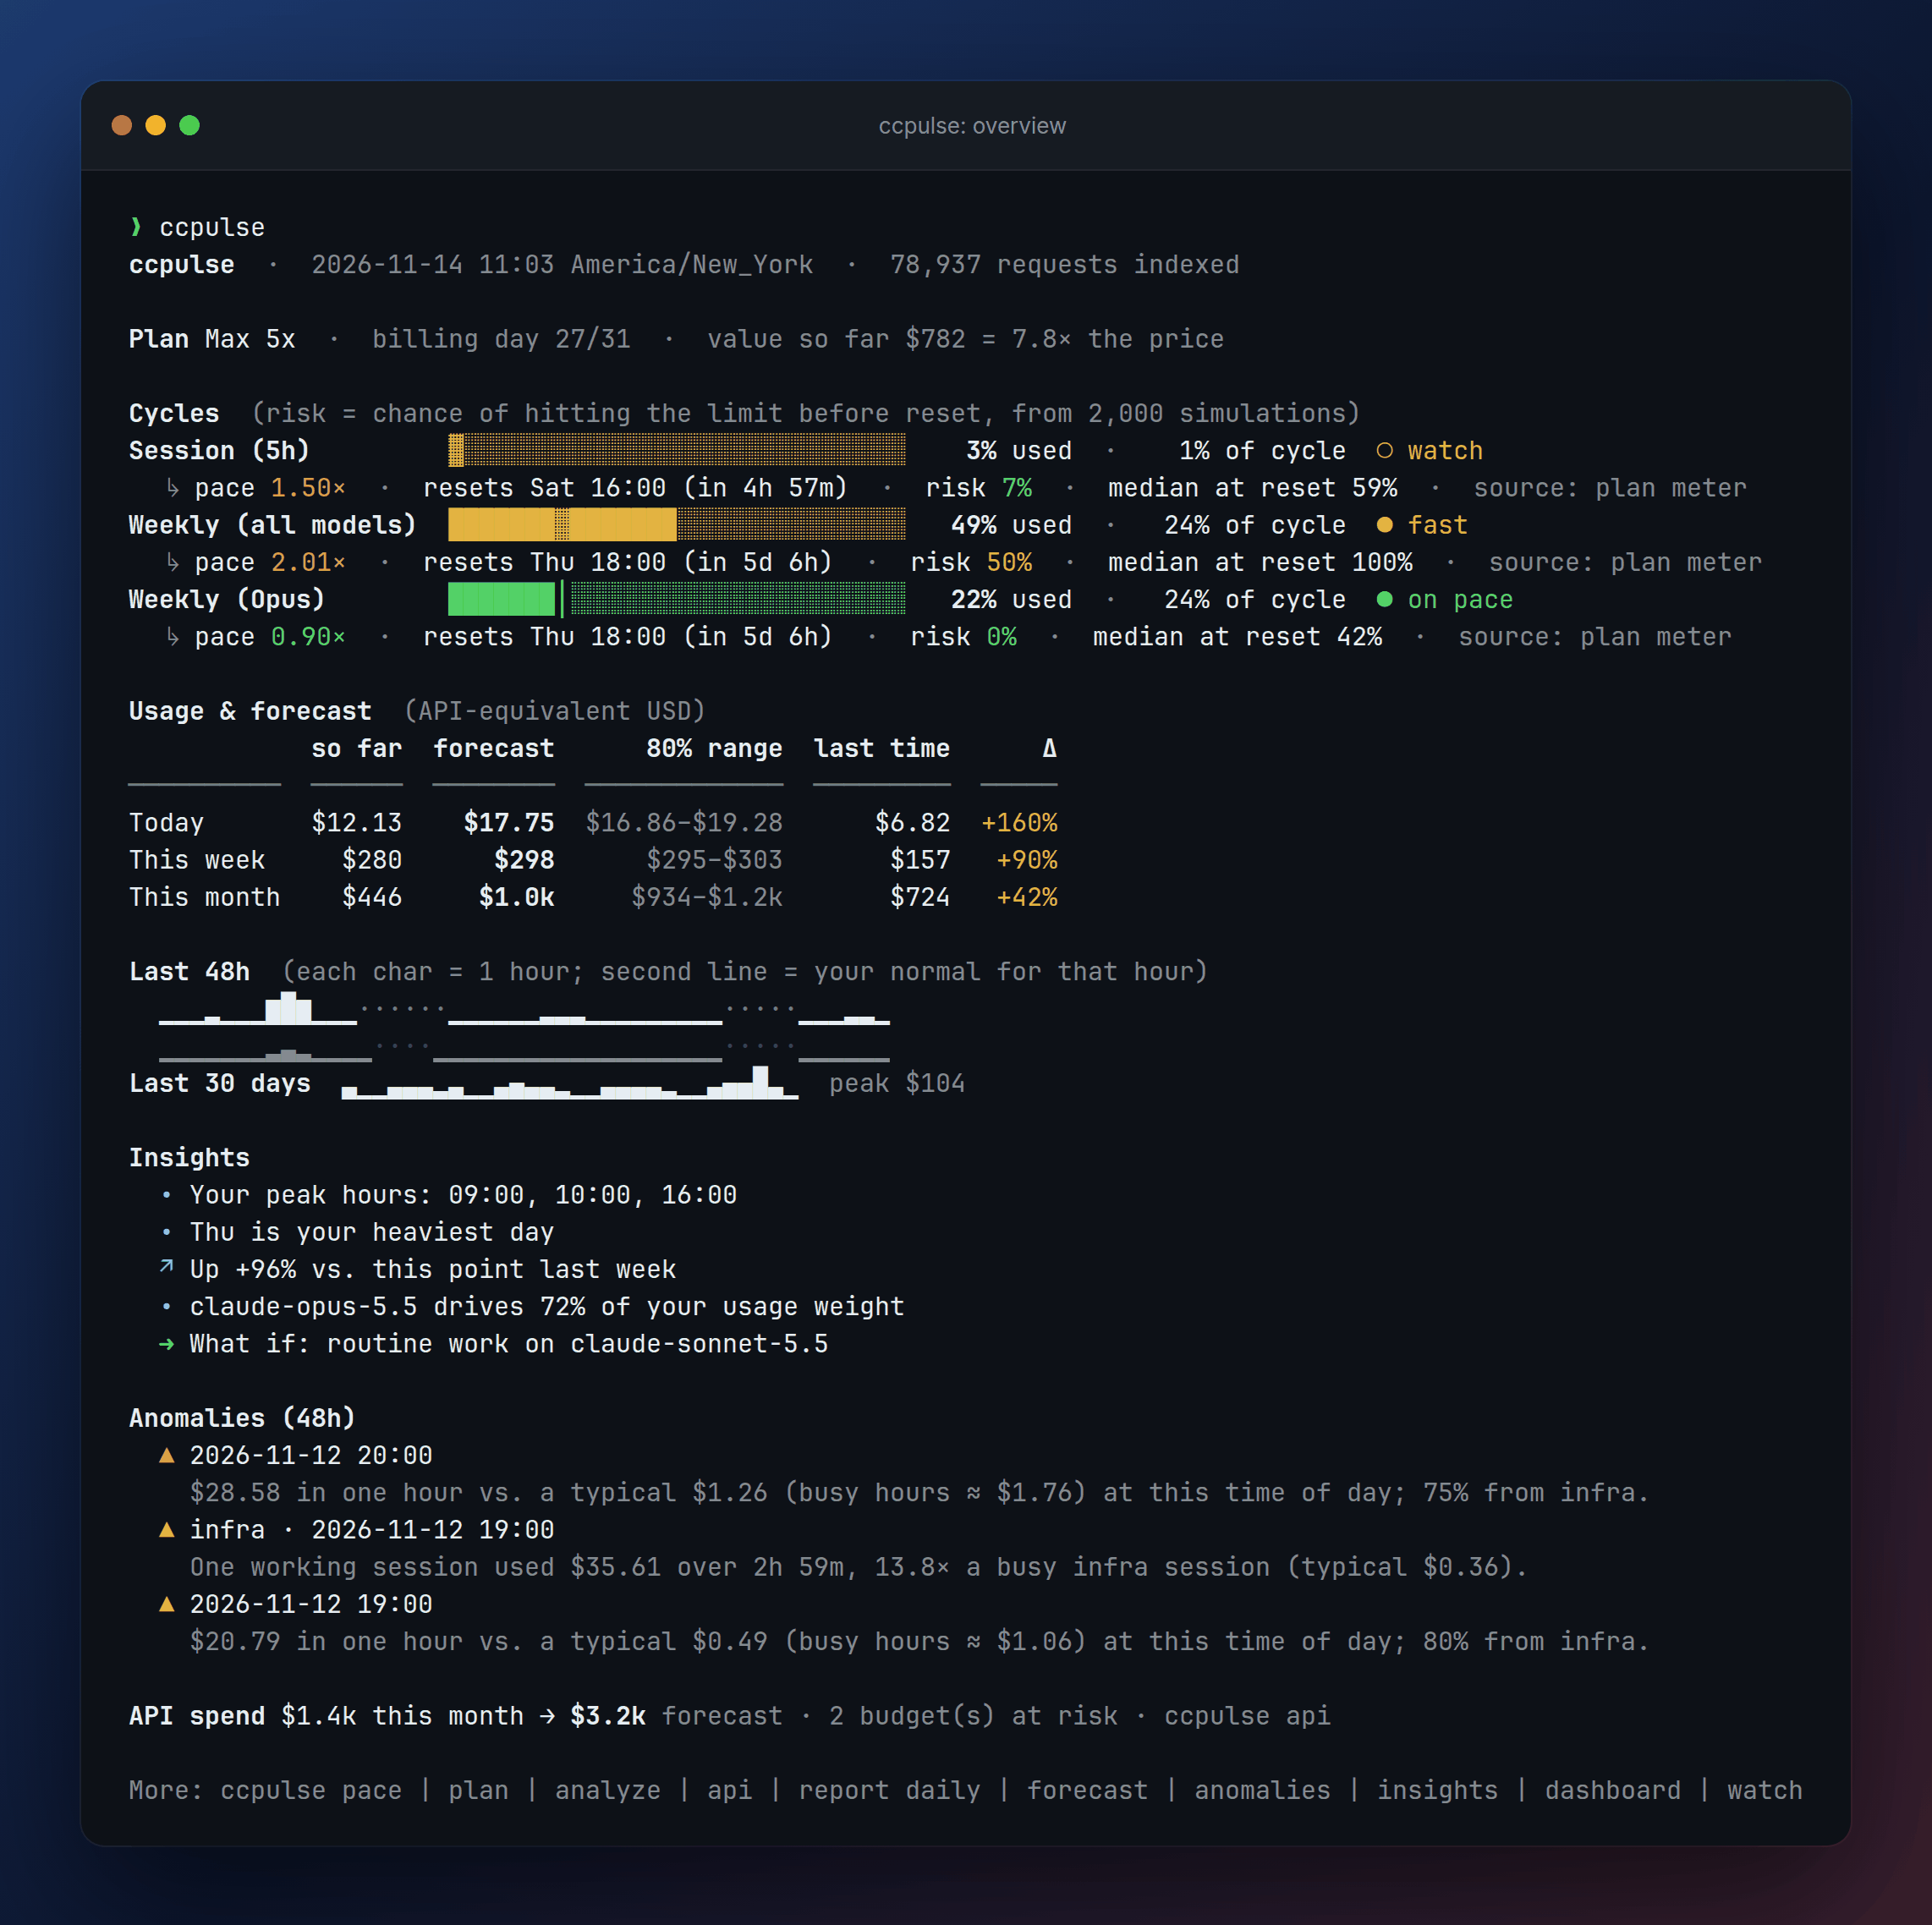 ccpulse: overview
❯ ccpulse
ccpulse · 2026-11-14 11:03 America/New_York · 78,937 requests indexed
Plan Max 5x · billing day 27/31 · value so far $782 = 7.8× the price
Cycles (risk = chance of hitting the limit before reset, from 2,000 simulations)
Session (5h) 3% used · 1% of cycle ○ watch
↳ pace 1.50× · resets Sat 16:00 (in 4h 57m) · risk 7% · median at reset 59% · source: plan meter
Weekly (all models) 49% used · 24% of cycle ● fast
↳ pace 2.01× · resets Thu 18:00 (in 5d 6h) · risk 50% · median at reset 100% · source: plan meter
Weekly (Opus) 22% used · 24% of cycle ● on pace
↳ pace 0.90× · resets Thu 18:00 (in 5d 6h) · risk 0% · median at reset 42% · source: plan meter
Usage & forecast (API-equivalent USD)
so far forecast 80% range last time Δ
Today $12.13 $17.75 $16.86–$19.28 $6.82 +160%
This week $280 $298 $295–$303 $157 +90%
This month $446 $1.0k $934–$1.2k $724 +42%
Last 48h (each char = 1 hour; second line = your normal for that hour)
Last 30 days peak $104
Insights
• Your peak hours: 09:00, 10:00, 16:00
• Thu is your heaviest day
↗ Up +96% vs. this point last week
• claude-opus-5.5 drives 72% of your usage weight
→ What if: routine work on claude-sonnet-5.5
Anomalies (48h)
▲ 2026-11-12 20:00
$28.58 in one hour vs. a typical $1.26 (busy hours ≈ $1.76) at this time of day; 75% from infra.
▲ infra · 2026-11-12 19:00
One working session used $35.61 over 2h 59m, 13.8× a busy infra session (typical $0.36).
▲ 2026-11-12 19:00
$20.79 in one hour vs. a typical $0.49 (busy hours ≈ $1.06) at this time of day; 80% from infra.
API spend $1.4k this month → $3.2k forecast · 2 budget(s) at risk · ccpulse api
More: ccpulse pace | plan | analyze | api | report daily | forecast | anomalies | insights | dashboard | watch